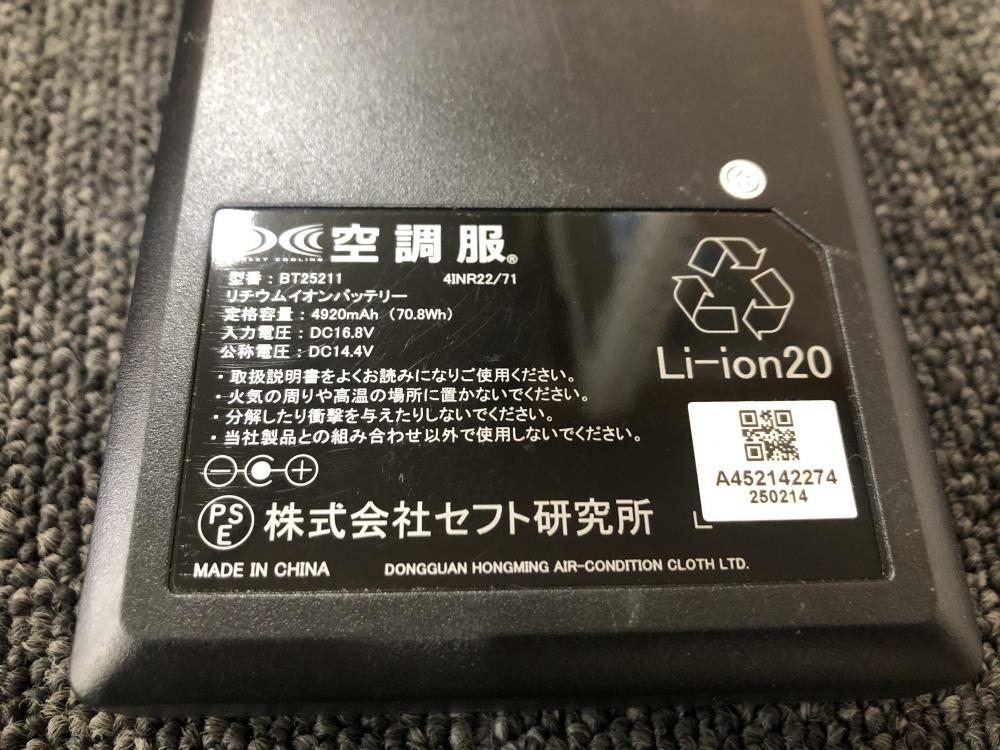 空調服®
DIRECT COOLING
型番：BT25211 4INR22/71
リチウムイオンバッテリー
定格容量：4920mAh（70.8Wh）
入力電圧：DC16.8V
公称電圧：DC14.4V
・取扱説明書をよくお読みになりご使用ください。
・火気の周りや高温の場所に置かないでください。
・分解したり衝撃を与えたりしないでください。
・当社製品との組み合わせ以外で使用しないでください。
Li-ion20
A452142274
250214
PSE 株式会社セフト研究所
MADE IN CHINA DONGGUAN HONGMING AIR-CONDITION CLOTH LTD.